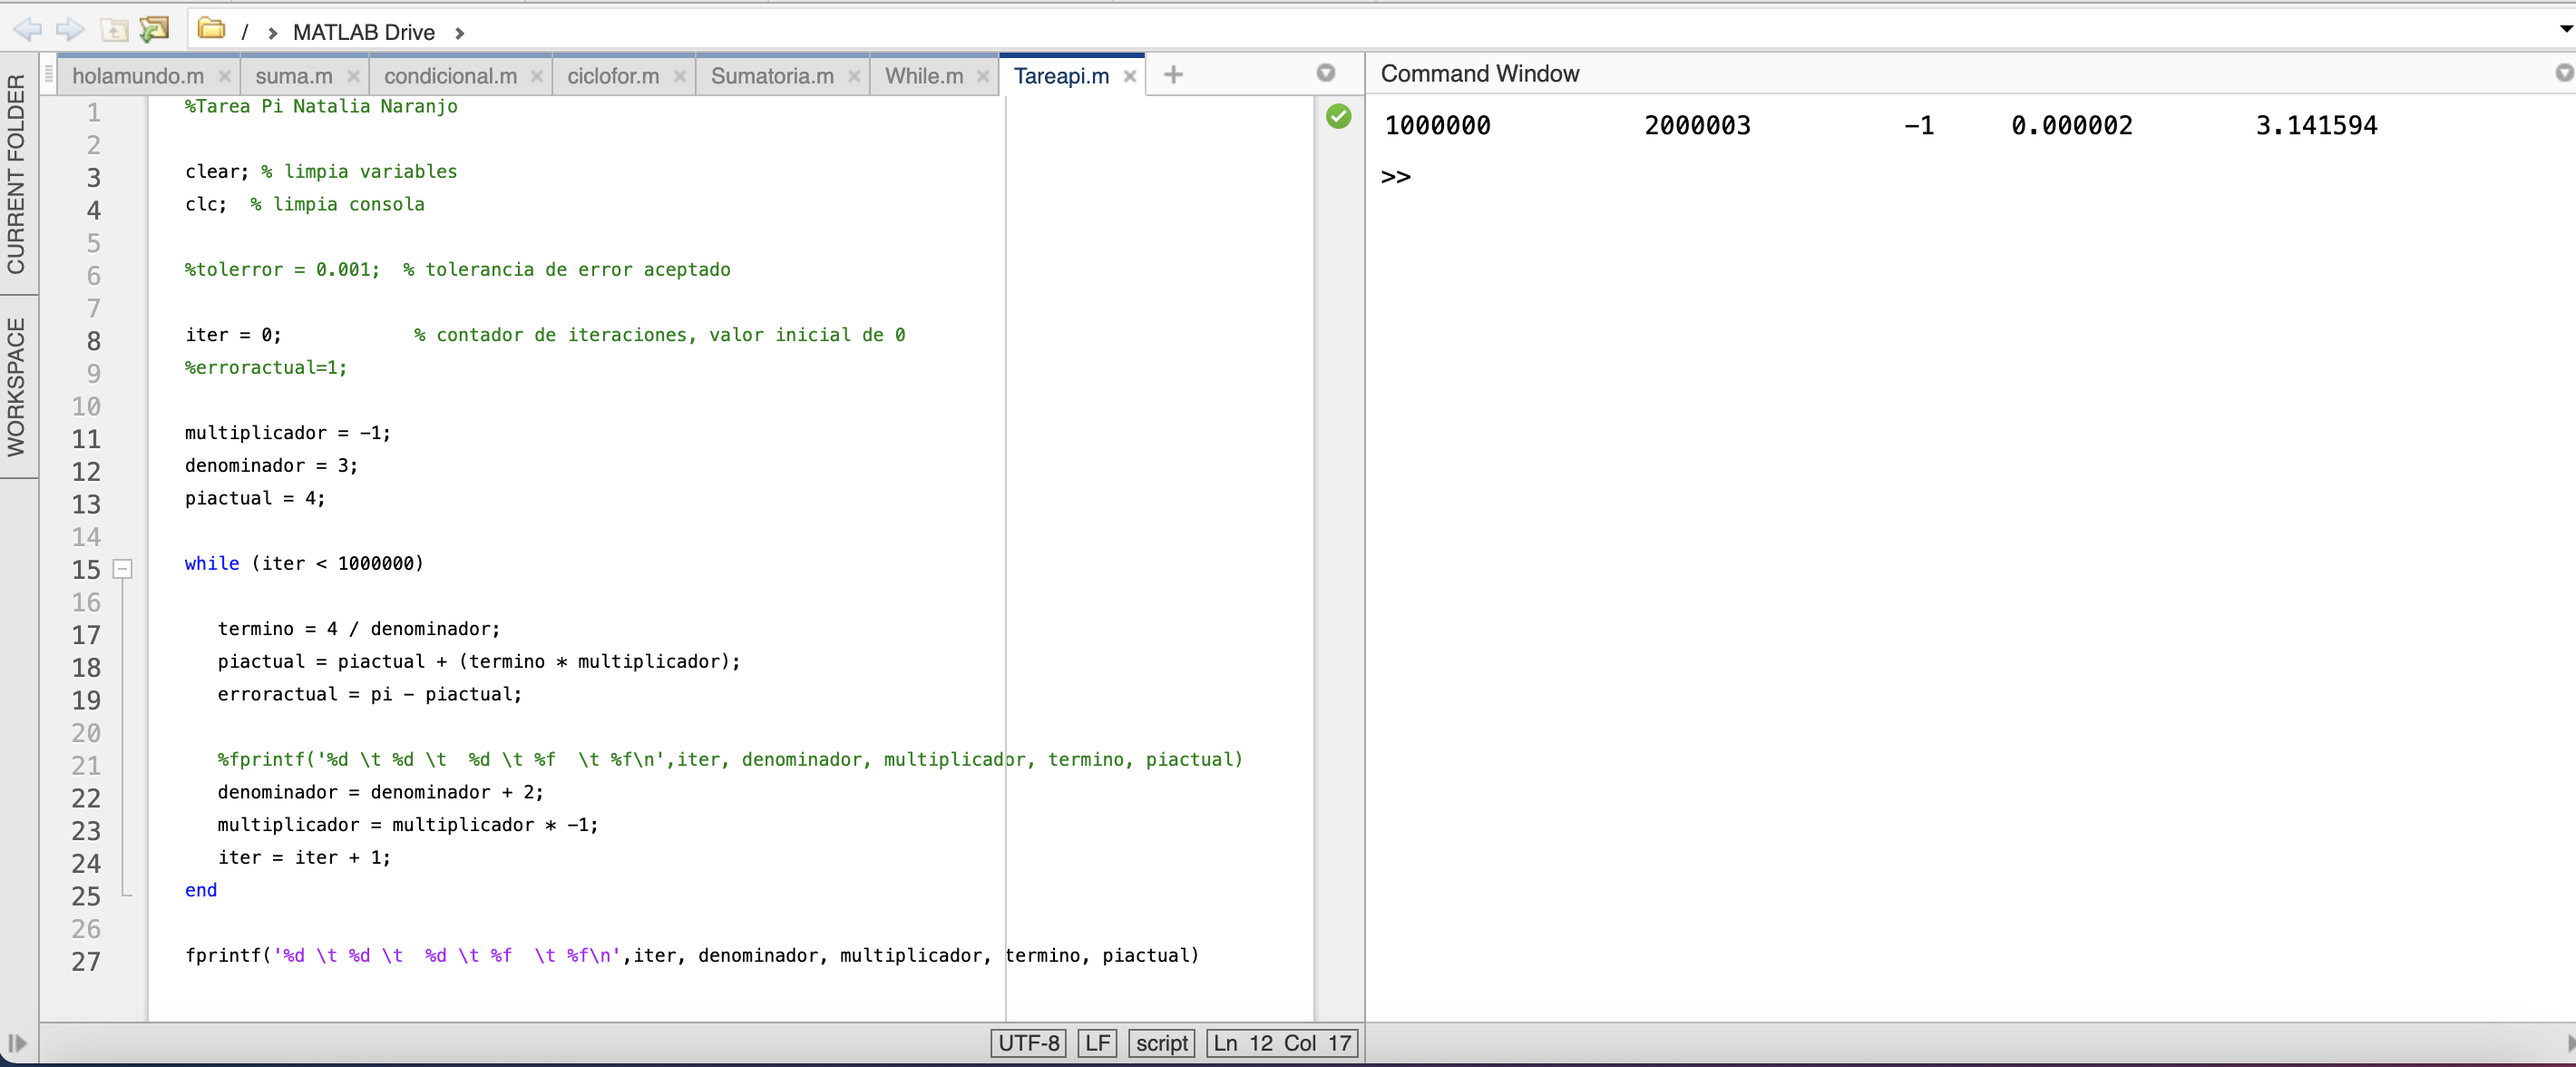 / > MATLAB Drive >
CURRENT FOLDER
WORKSPACE
holamundo.m × suma.m × condicional.m × ciclofor.m × Sumatoria.m × While.m × Tareapi.m × +
1 %Tarea Pi Natalia Naranjo
2
3 clear; % limpia variables
4 clc;  % limpia consola
5
6 %tolerror = 0.001;  % tolerancia de error aceptado
7
8 iter = 0;            % contador de iteraciones, valor inicial de 0
9 %erroractual=1;
10
11 multiplicador = -1;
12 denominador = 3;
13 piactual = 4;
14
15 while (iter < 1000000)
16
17    termino = 4 / denominador;
18    piactual = piactual + (termino * multiplicador);
19    erroractual = pi - piactual;
20
21    %fprintf('%d \t %d \t  %d \t %f  \t %f\n',iter, denominador, multiplicador, termino, piactual)
22    denominador = denominador + 2;
23    multiplicador = multiplicador * -1;
24    iter = iter + 1;
25 end
26
27 fprintf('%d \t %d \t  %d \t %f  \t %f\n',iter, denominador, multiplicador, termino, piactual)
UTF-8 LF script Ln 12 Col 17
Command Window
1000000 2000003 -1 0.000002 3.141594
>>